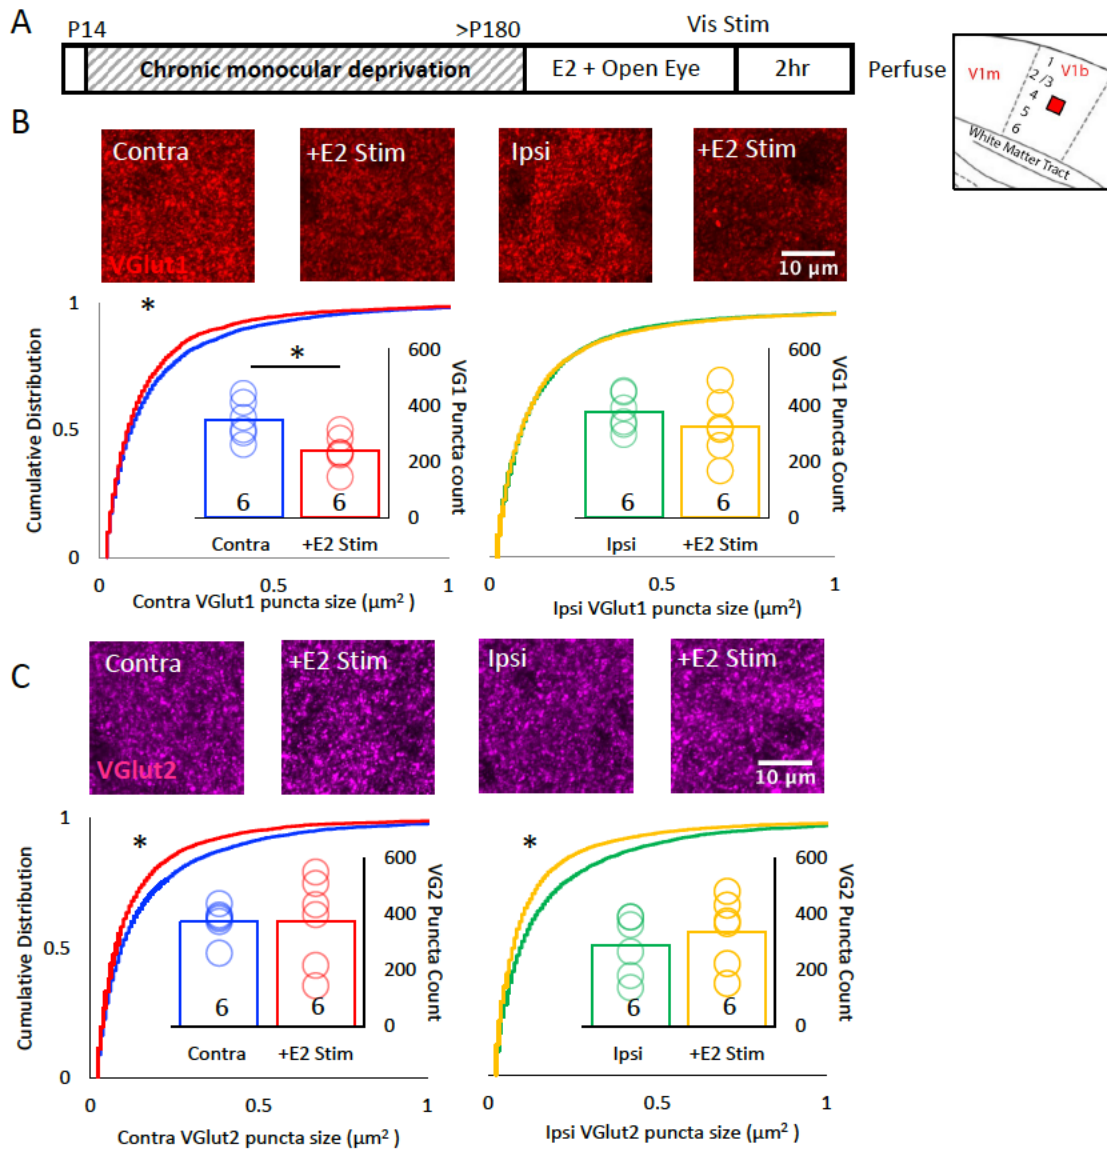 A
P14
>P180
Vis Stim
Chronic monocular deprivation
E2 + Open Eye
2hr
Perfuse
V1m
V1b
1
2/3
4
5
6
White Matter Tract
B
Contra
+E2 Stim
Ipsi
+E2 Stim
VGlut1
10 µm
Cumulative Distribution
1
0.5
0
*
*
600
400
200
0
VG1 Puncta count
6
6
Contra
+E2 Stim
0
0.5
1
Contra VGlut1 puncta size (µm² )
600
400
200
0
VG1 Puncta Count
6
6
Ipsi
+E2 Stim
0
0.5
1
Ipsi VGlut1 puncta size (µm²)
C
Contra
+E2 Stim
Ipsi
+E2 Stim
VGlut2
10 µm
Cumulative Distribution
1
0.5
0
*
600
400
200
0
VG2 Puncta Count
6
6
Contra
+E2 Stim
0
0.5
1
Contra VGlut2 puncta size (µm² )
*
600
400
200
0
VG2 Puncta Count
6
6
Ipsi
+E2 Stim
0
0.5
1
Ipsi VGlut2 puncta size (µm² )